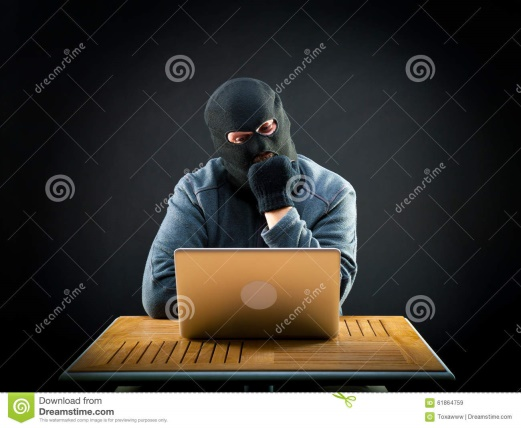 dreamstime
dreamstime
dreamstime
dreamstime
dreamstime
dreamstime
dreamstime
Download from
Dreamstime.com
This watermarked comp image is for previewing purposes only.
61864759
Toxawww | Dreamstime.com